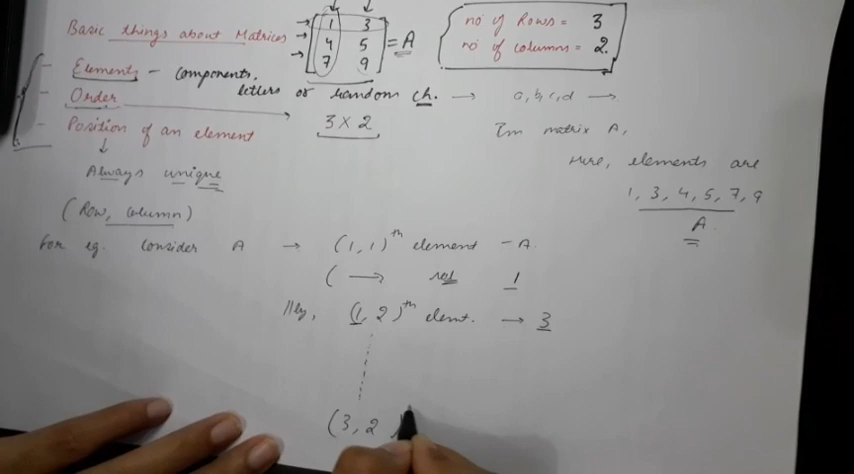 Basic things about Matrices → [1 3
4 5
7 9] = A
no of Rows = 3
no of columns = 2
- Elements - components.
letters or random ch. → a, b, c, d →
- Order → 3 X 2
- Position of an element
In matrix A,
Here, elements are
1, 3, 4, 5, 7, 9
A
↓
Always unique
(Row, column)
For eg. Consider A → (1, 1)th element - A.
( → 1
lly, (1, 2)th elemt. → 3
(3, 2 )